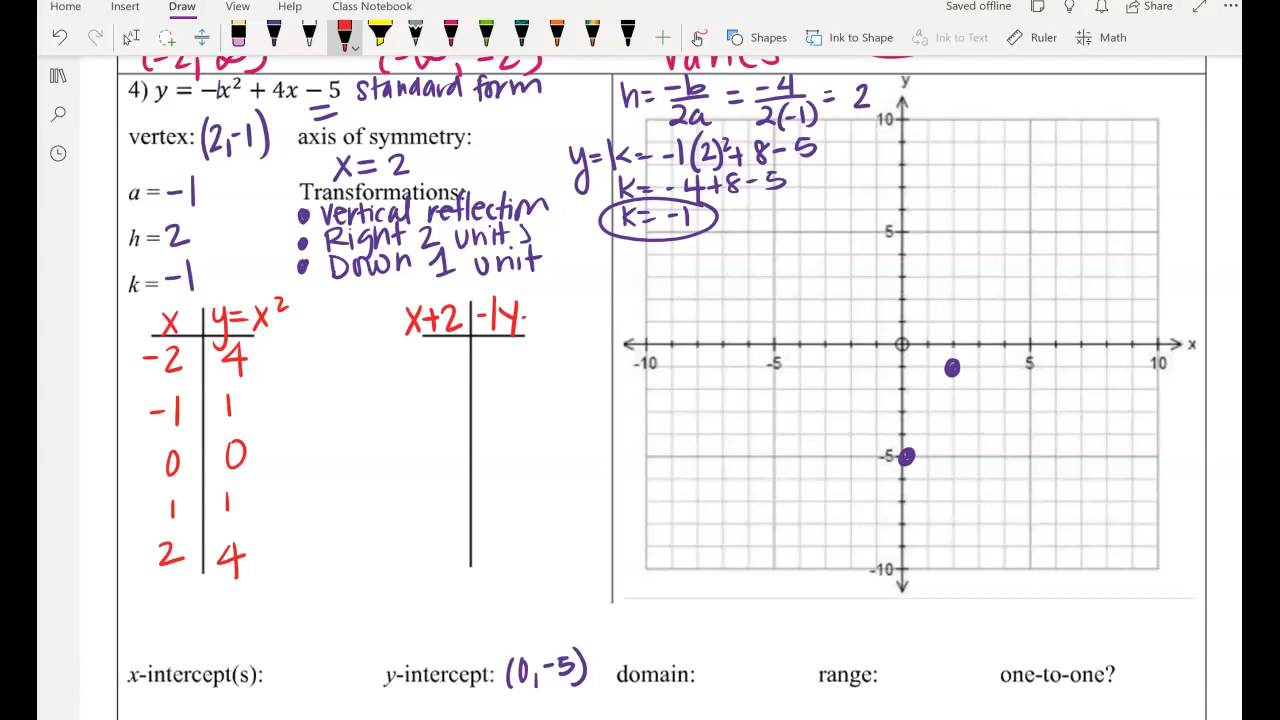 Home Insert Draw View Class Notebook Saved offline Share
Shapes Ink to Shape Ink to Text Ruler Math
(-2, ∞) (-∞, -2) varies
4) y = -1x² + 4x − 5 standard form
vertex: (2,-1) axis of symmetry:
x = 2
a = -1 Transformations:
• Vertical reflection
h = 2 • Right 2 units
• Down 1 unit
k = -1
x y=x²
-2 4
-1 1
0 0
1 1
2 4
x+2 -1y-
h = -b/2a = -4/2(-1) = 2
y = k = -1(2)² + 8 - 5
k = -4+8-5
k = -1
y
10
5
-10 -5 5 10 x
-5
-10
x-intercept(s): y-intercept: (0,-5) domain: range: one-to-one?